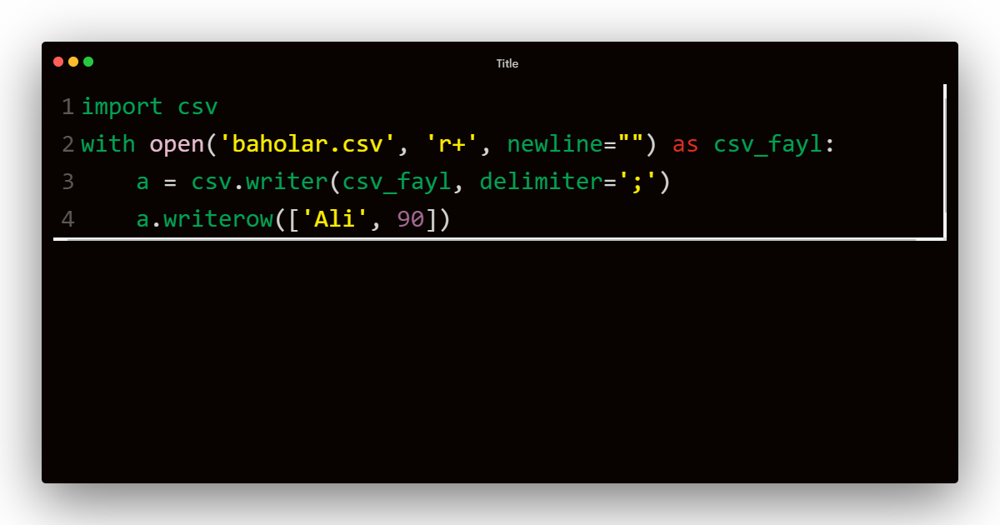 Title
1 import csv
2 with open('baholar.csv', 'r+', newline="") as csv_fayl:
3     a = csv.writer(csv_fayl, delimiter=';')
4     a.writerow(['Ali', 90])